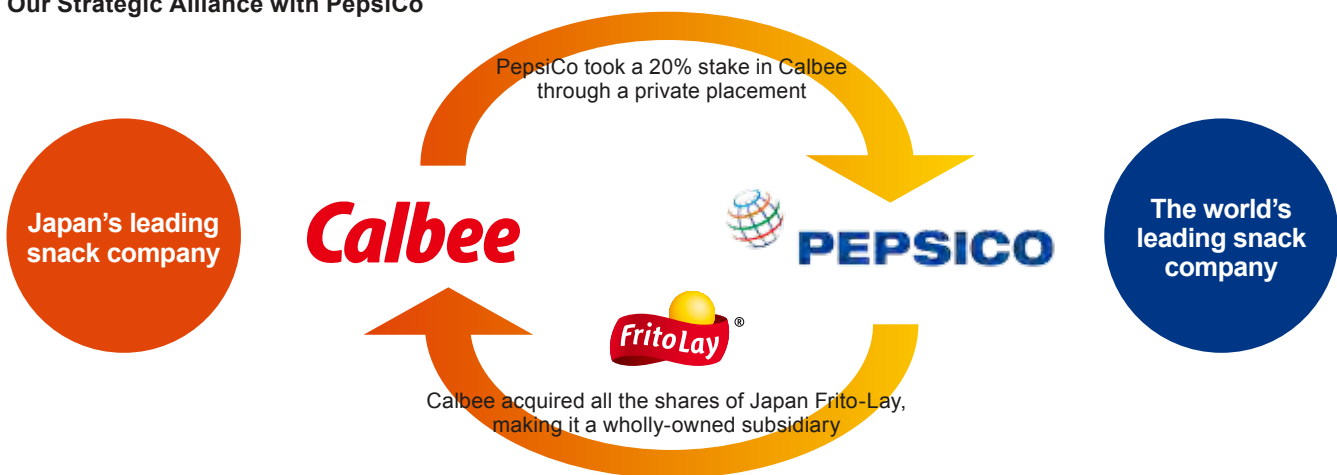 Our Strategic Alliance with PepsiCo
PepsiCo took a 20% stake in Calbee
through a private placement
Japan's leading
snack company
Calbee
PEPSICO
The world's
leading snack
company
Frito Lay ®
Calbee acquired all the shares of Japan Frito-Lay,
making it a wholly-owned subsidiary